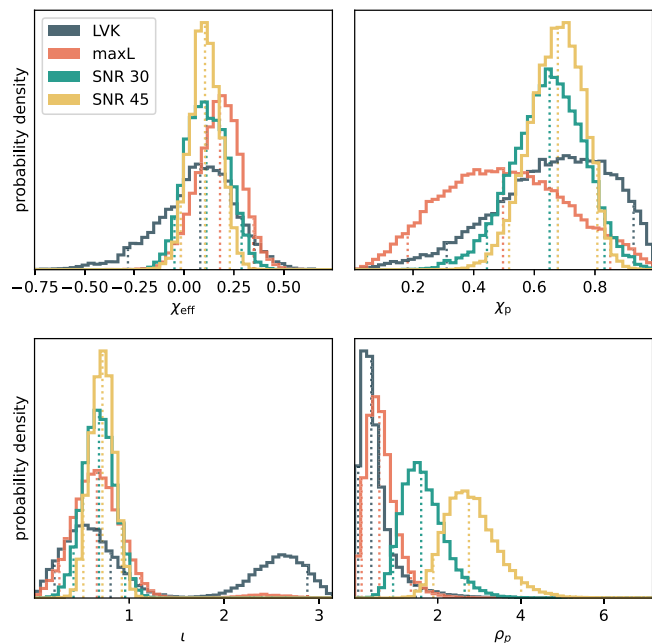 LVK
maxL
SNR 30
SNR 45
probability density
−0.75 −0.50 −0.25 0.00 0.25 0.50
χeff
0.2 0.4 0.6 0.8
χp
probability density
1 2 3
ι
2 4 6
ρp